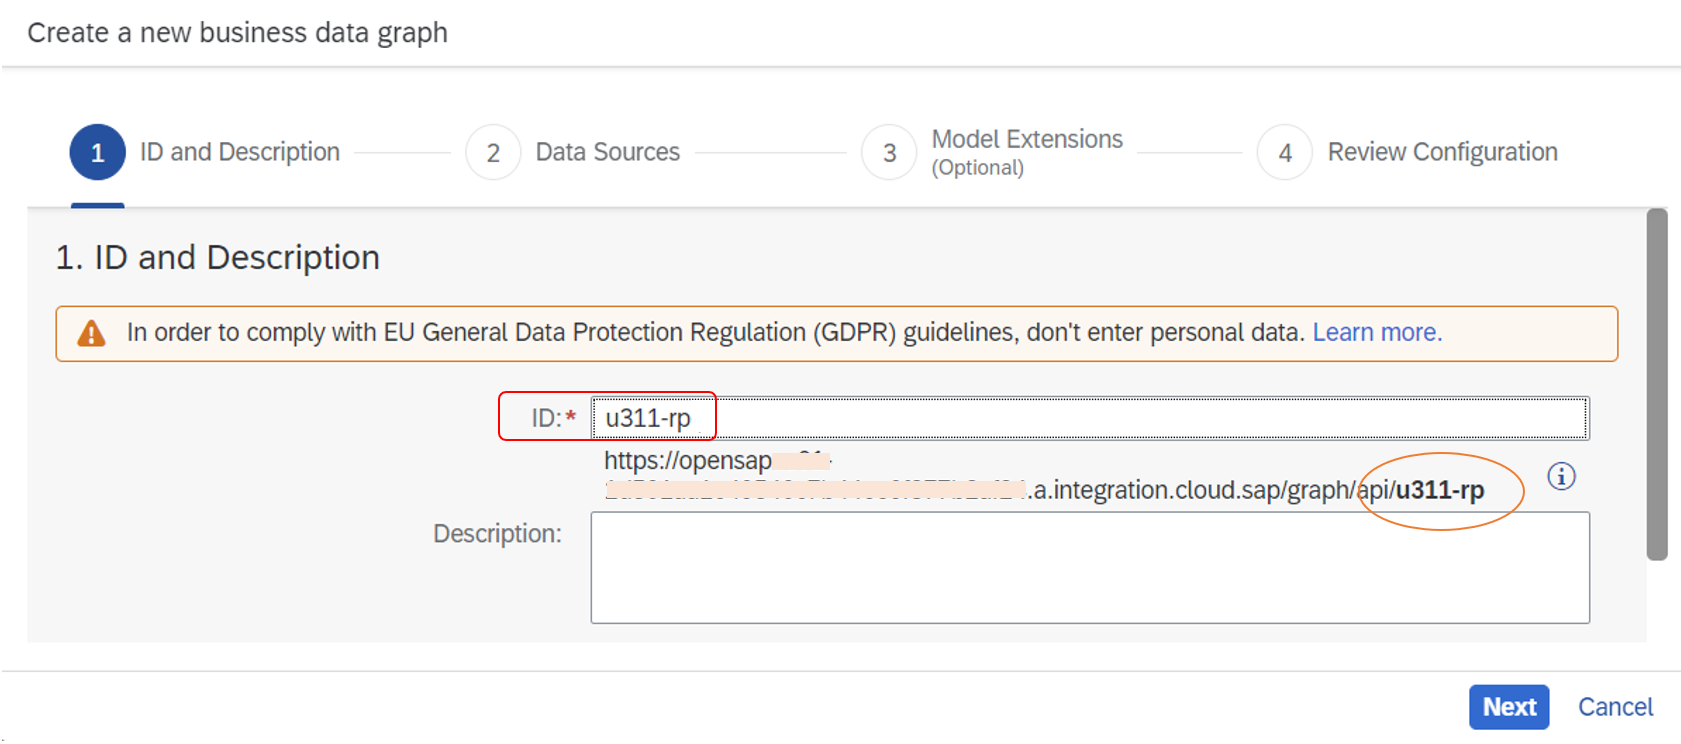 Create a new business data graph
1 ID and Description
2 Data Sources
3 Model Extensions
(Optional)
4 Review Configuration
1. ID and Description
In order to comply with EU General Data Protection Regulation (GDPR) guidelines, don't enter personal data. Learn more.
ID:* u311-rp
https://opensap
.a.integration.cloud.sap/graph/api/u311-rp
Description:
Next Cancel